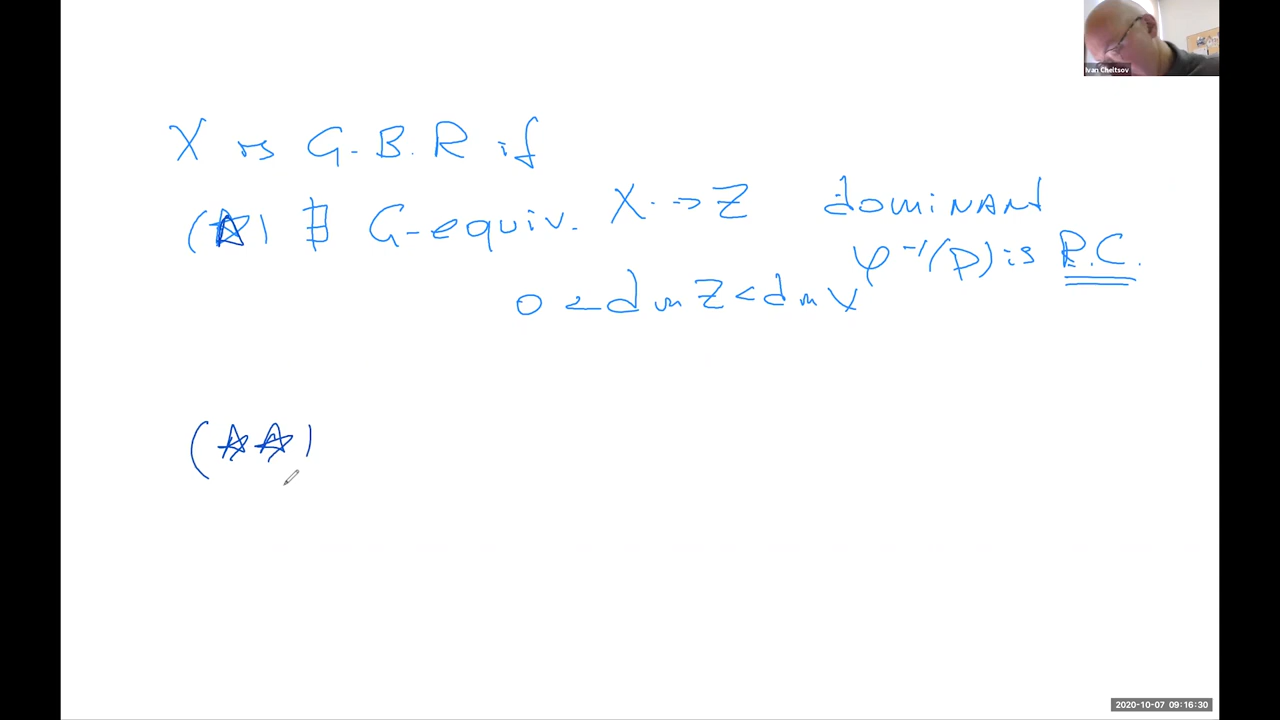 Ivan Cheltsov
X is G.B.R if
(☆) ∄ G-equiv. X ⇢ Z dominant
φ⁻¹(P) is R.C.
0 < dim Z < dim X
(☆☆)
2020-10-07 09:16:30